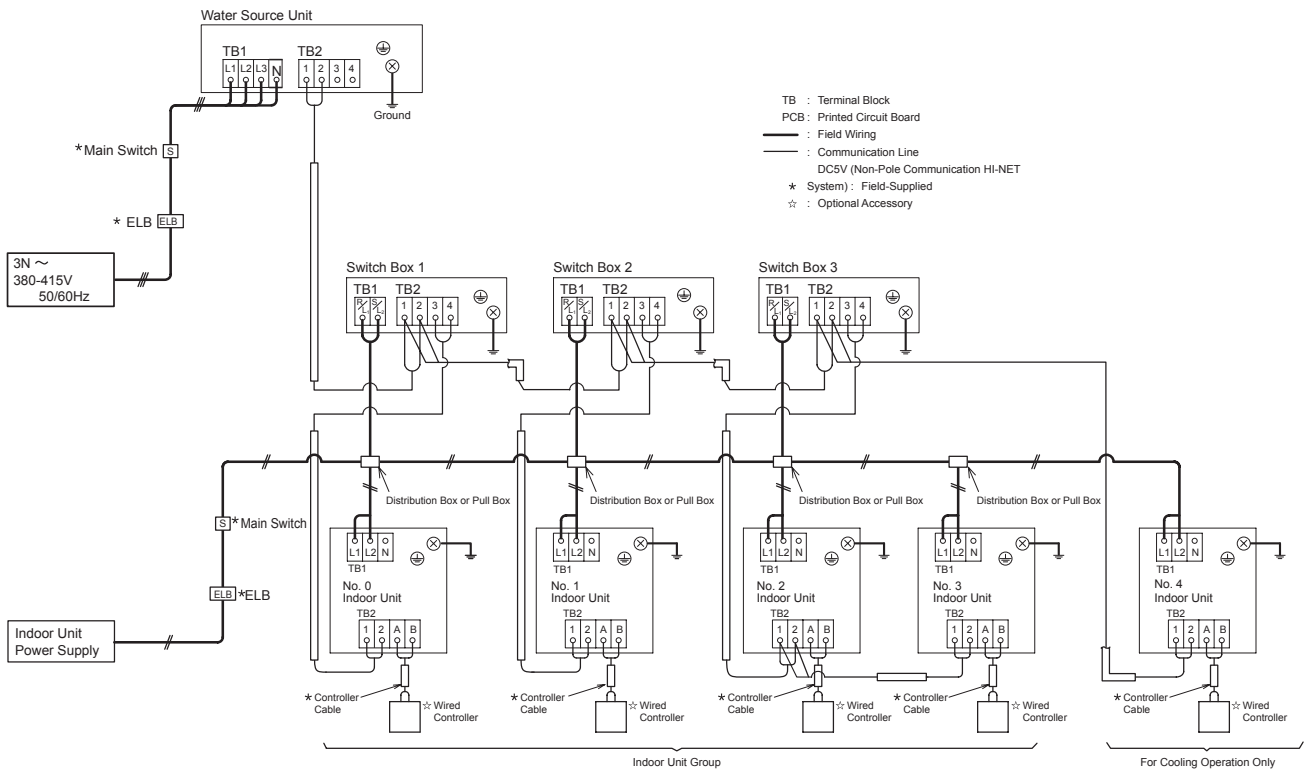 Water Source Unit
TB1 TB2
L1 L2 L3 N 1 2 3 4
Ground
*Main Switch S
* ELB ELB
3N ～
380-415V
50/60Hz
TB : Terminal Block
PCB : Printed Circuit Board
: Field Wiring
: Communication Line
DC5V (Non-Pole Communication HI-NET
* System) : Field-Supplied
☆ : Optional Accessory
Switch Box 1
TB1 TB2
R/L1 S/L2 1 2 3 4
Switch Box 2
TB1 TB2
R/L1 S/L2 1 2 3 4
Switch Box 3
TB1 TB2
R/L1 S/L2 1 2 3 4
Distribution Box or Pull Box
Distribution Box or Pull Box
Distribution Box or Pull Box
Distribution Box or Pull Box
S *Main Switch
ELB *ELB
Indoor Unit
Power Supply
L1 L2 N
TB1
No. 0
Indoor Unit
TB2
1 2 A B
* Controller
Cable
☆ Wired
Controller
L1 L2 N
TB1
No. 1
Indoor Unit
TB2
1 2 A B
* Controller
Cable
☆ Wired
Controller
L1 L2 N
TB1
No. 2
Indoor Unit
TB2
1 2 A B
* Controller
Cable
☆ Wired
Controller
L1 L2 N
TB1
No. 3
Indoor Unit
TB2
1 2 A B
* Controller
Cable
☆ Wired
Controller
L1 L2 N
TB1
No. 4
Indoor Unit
TB2
1 2 A B
Indoor Unit Group
For Cooling Operation Only